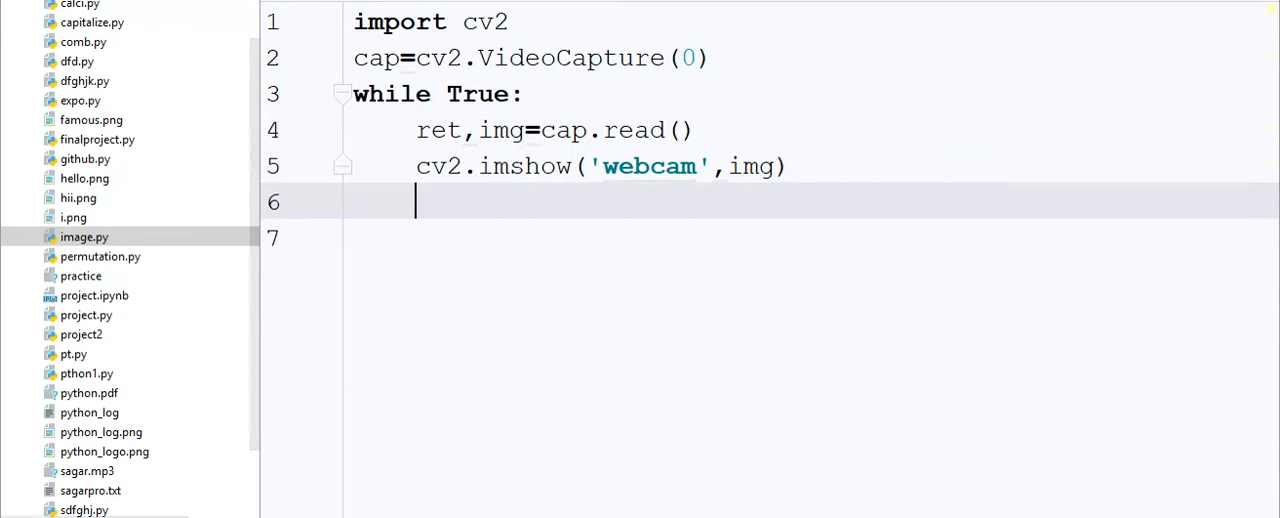 calci.py
capitalize.py
comb.py
dfd.py
dfghjk.py
expo.py
famous.png
finalproject.py
github.py
hello.png
hii.png
i.png
image.py
permutation.py
practice
project.ipynb
project.py
project2
pt.py
pthon1.py
python.pdf
python_log
python_log.png
python_logo.png
sagar.mp3
sagarpro.txt
sdfghj.py
1 import cv2
2 cap=cv2.VideoCapture(0)
3 while True:
4 ret,img=cap.read()
5 cv2.imshow('webcam',img)
6
7